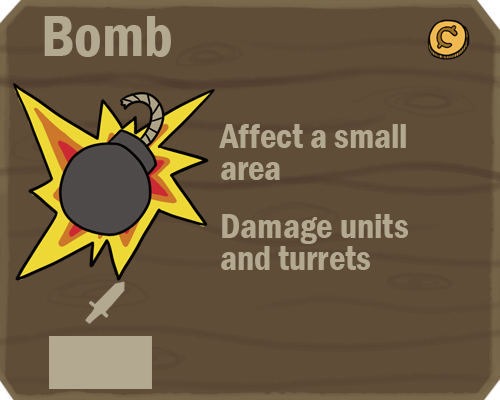 Bomb
C
Affect a small
area
Damage units
and turrets